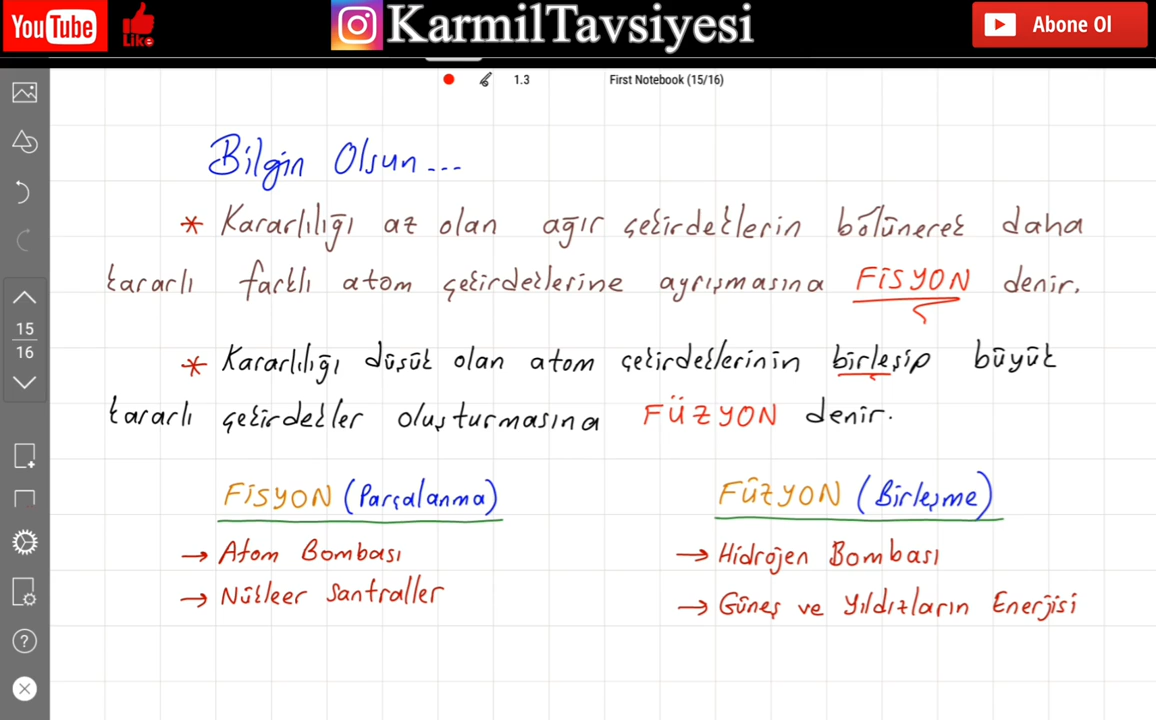 YouTube
Like
KarmilTavsiyesi
Abone Ol
1.3
First Notebook (15/16)
Bilgin Olsun...
* Kararlılığı az olan ağır çekirdeklerin bölünerek daha
kararlı farklı atom çekirdeklerine ayrışmasına FİSYON denir.
15
16
* Kararlılığı düşük olan atom çekirdeklerinin birleşip büyük
kararlı çekirdekler oluşturmasına FÜZYON denir.
FİSYON (Parçalanma)
FÜZYON (Birleşme)
→ Atom Bombası
→ Hidrojen Bombası
→ Nükleer Santraller
→ Güneş ve Yıldızların Enerjisi